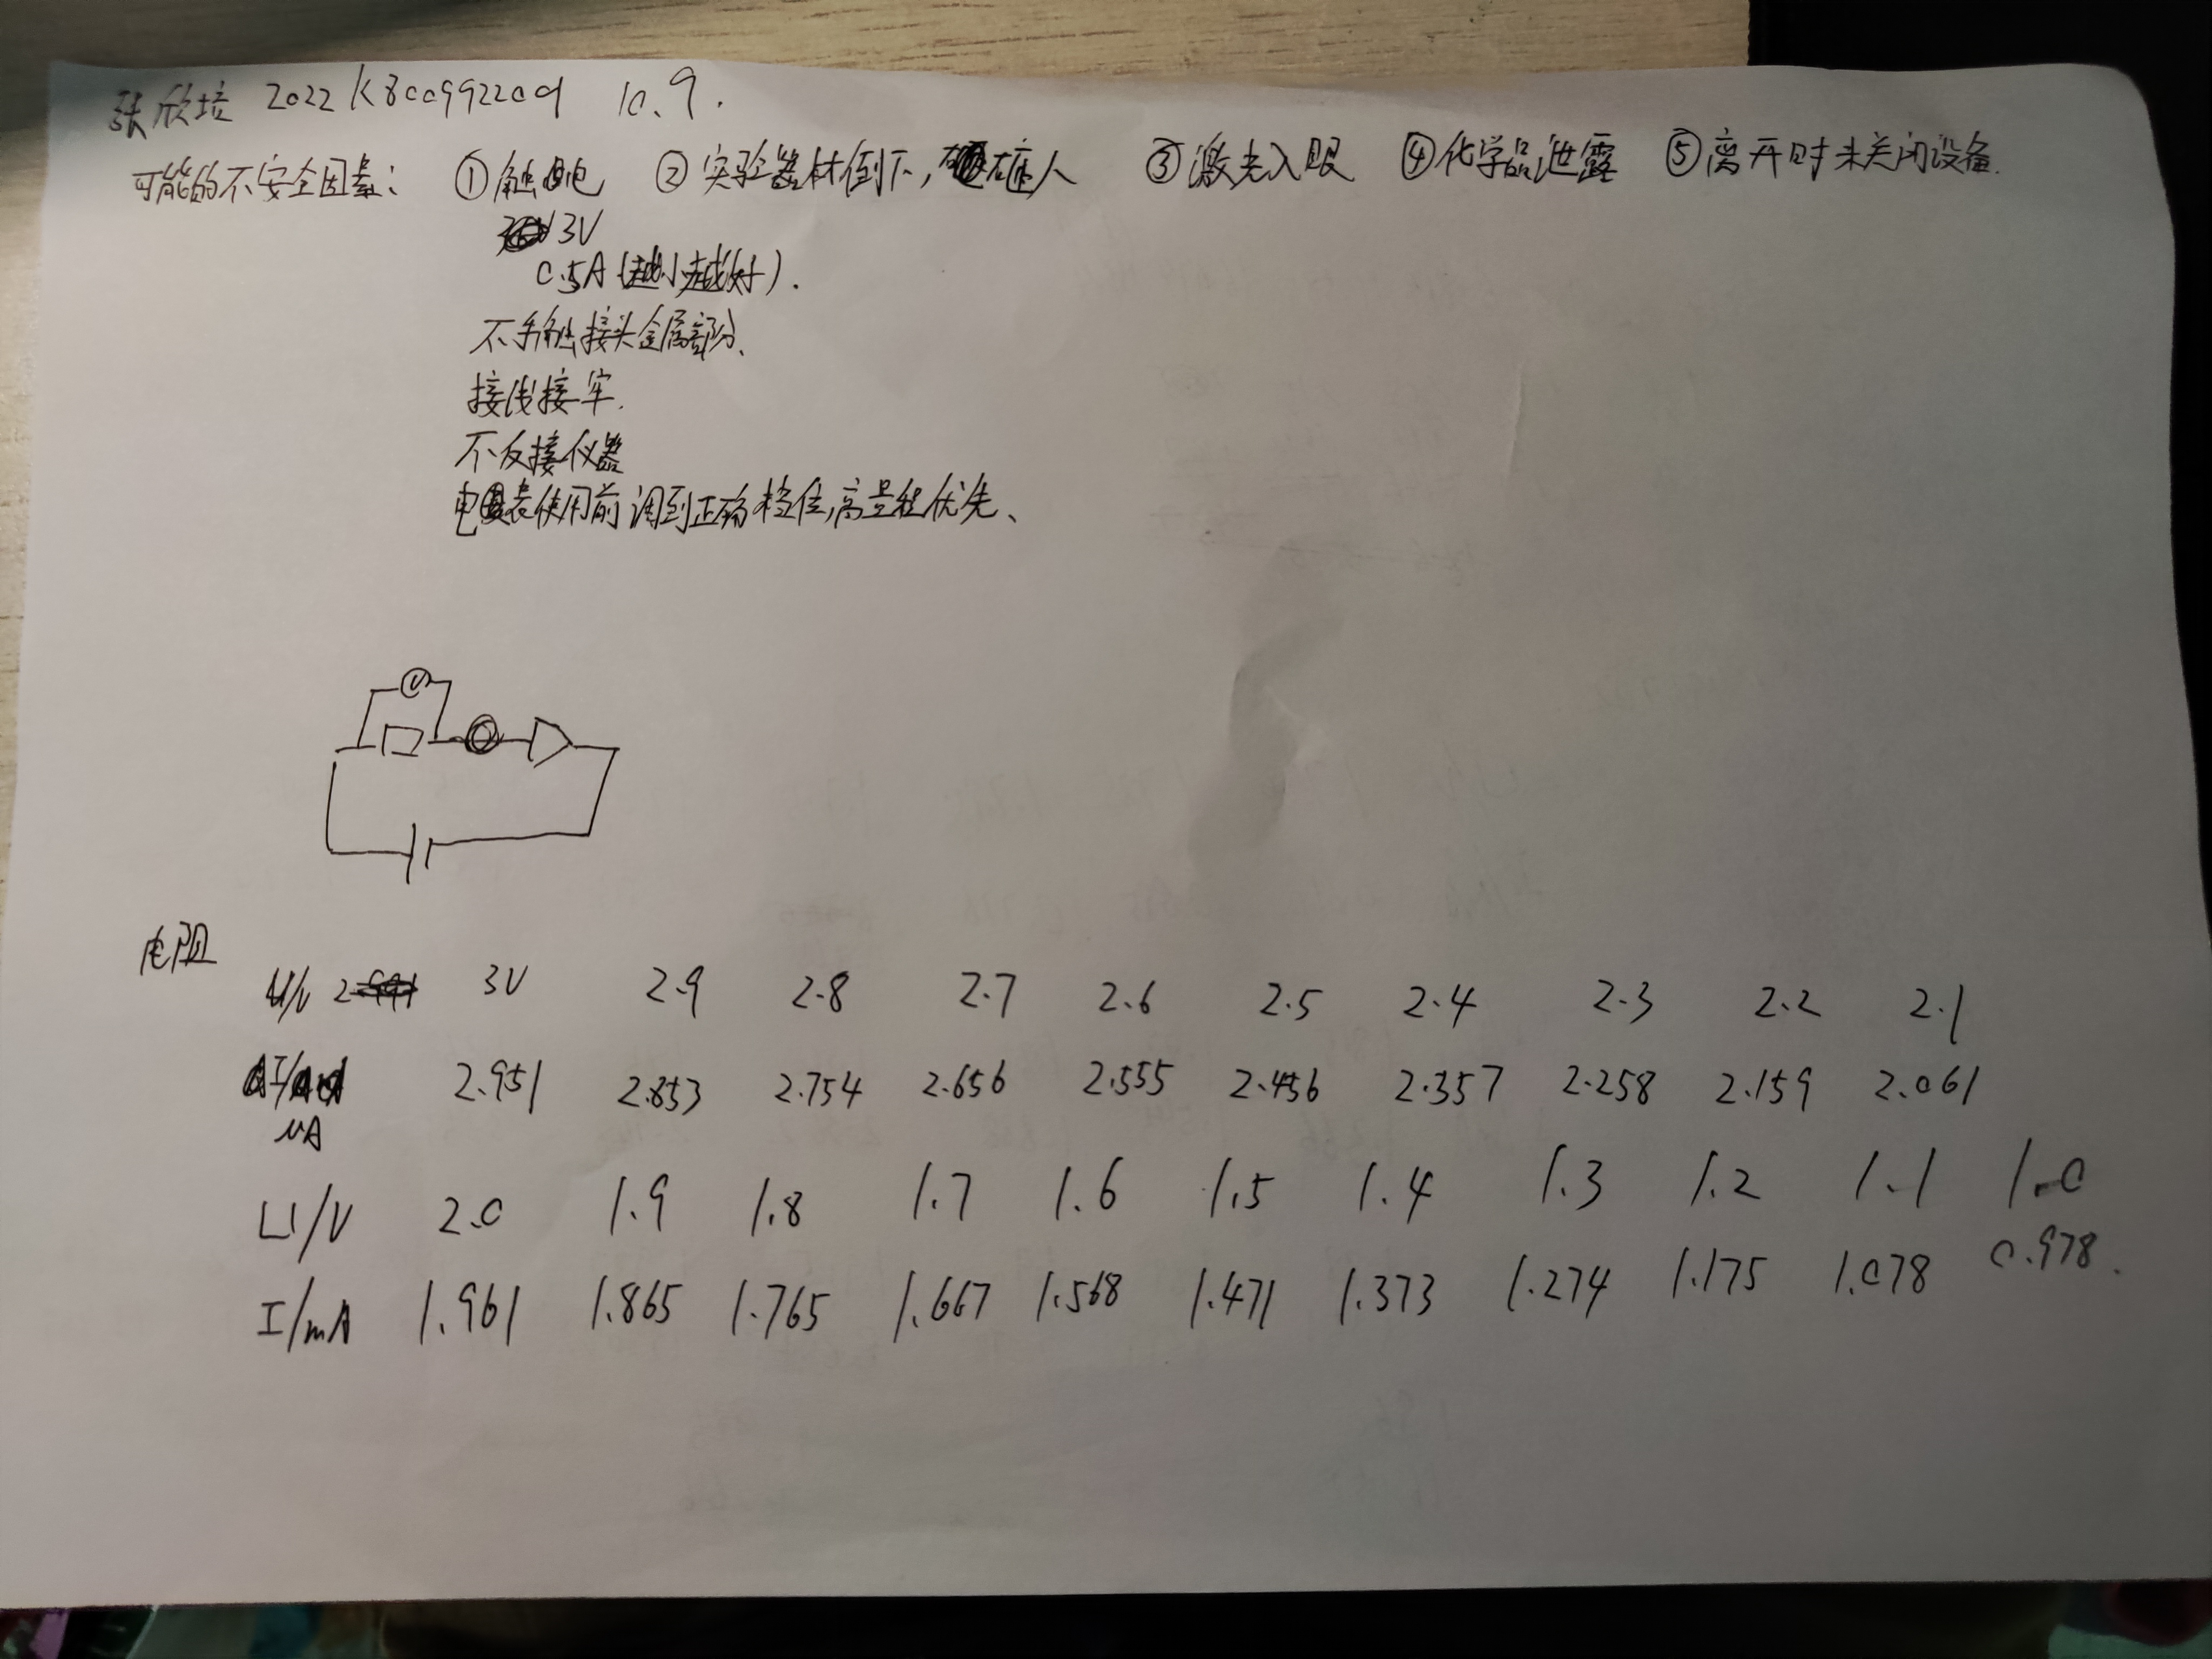 张欣培 2022K8009922009 10.9.
可能的不安全因素： ①触电 ②实验器材倒下，砸人 ③激光入眼 ④化学品泄露 ⑤离开时未关闭设备.
3V
0.5A（越小越好）.
不手触接头金属部分、
接线接牢.
不反接仪器
电表使用前调到正确档位，高量程优先、
V
电阻
U/V 3V 2.9 2.8 2.7 2.6 2.5 2.4 2.3 2.2 2.1
I/ 2.951 2.853 2.754 2.656 2.555 2.456 2.357 2.258 2.159 2.061
mA
U/V 2.0 1.9 1.8 1.7 1.6 1.5 1.4 1.3 1.2 1.1 1.0
I/mA 1.961 1.865 1.765 1.667 1.568 1.471 1.373 1.274 1.175 1.078 0.978.